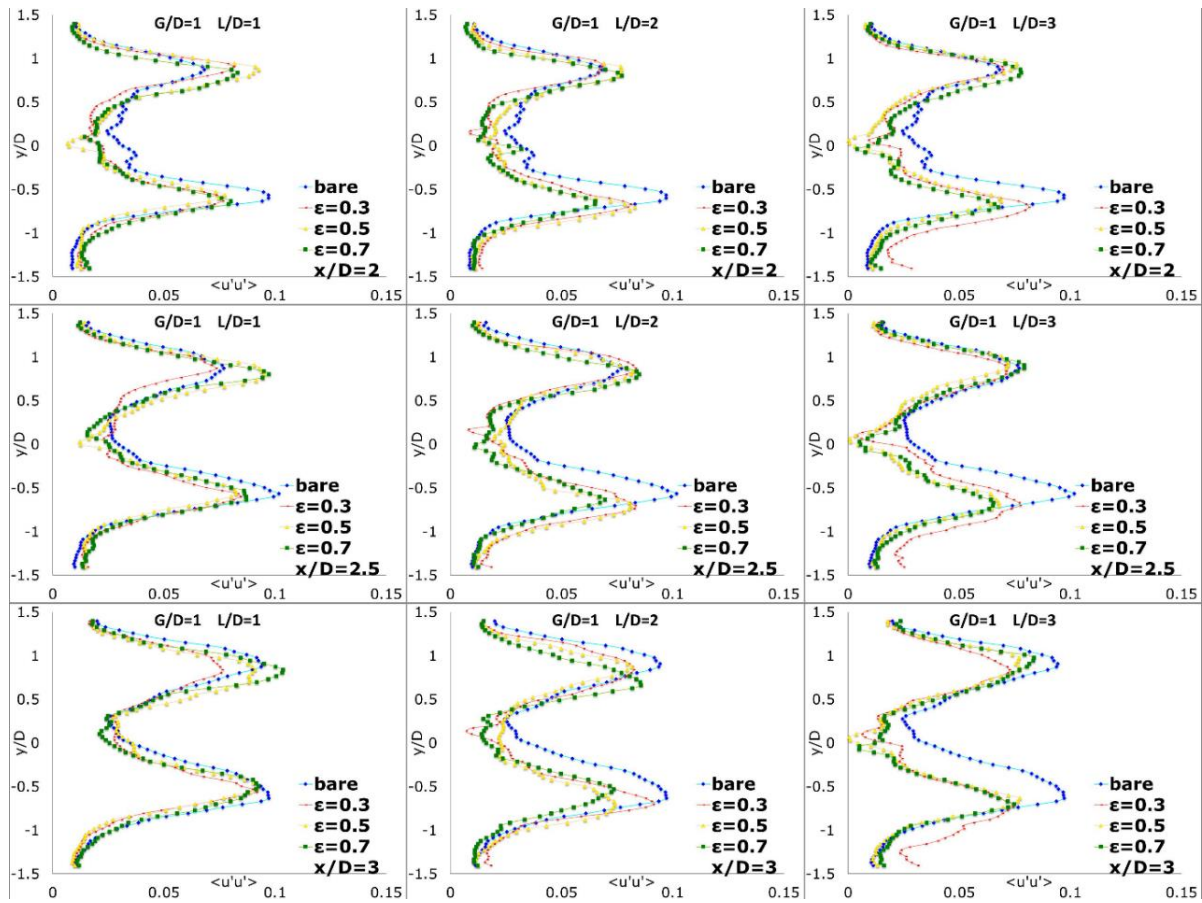 G/D=1 L/D=1
y/D
1.5
1
0.5
0
-0.5
-1
-1.5
bare
ε=0.3
ε=0.5
ε=0.7
x/D=2
0 0.05 <u'u'> 0.1 0.15
G/D=1 L/D=2
y/D
1.5
1
0.5
0
-0.5
-1
-1.5
bare
ε=0.3
ε=0.5
ε=0.7
x/D=2
0 0.05 <u'u'> 0.1 0.15
G/D=1 L/D=3
y/D
1.5
1
0.5
0
-0.5
-1
-1.5
bare
ε=0.3
ε=0.5
ε=0.7
x/D=2
0 0.05 <u'u'> 0.1 0.15
G/D=1 L/D=1
y/D
1.5
1
0.5
0
-0.5
-1
-1.5
bare
ε=0.3
ε=0.5
ε=0.7
x/D=2.5
0 0.05 <u'u'> 0.1 0.15
G/D=1 L/D=2
y/D
1.5
1
0.5
0
-0.5
-1
-1.5
bare
ε=0.3
ε=0.5
ε=0.7
x/D=2.5
0 0.05 <u'u'> 0.1 0.15
G/D=1 L/D=3
y/D
1.5
1
0.5
0
-0.5
-1
-1.5
bare
ε=0.3
ε=0.5
ε=0.7
x/D=2.5
0 0.05 <u'u'> 0.1 0.15
G/D=1 L/D=1
y/D
1.5
1
0.5
0
-0.5
-1
-1.5
bare
ε=0.3
ε=0.5
ε=0.7
x/D=3
0 0.05 <u'u'> 0.1 0.15
G/D=1 L/D=2
y/D
1.5
1
0.5
0
-0.5
-1
-1.5
bare
ε=0.3
ε=0.5
ε=0.7
x/D=3
0 0.05 <u'u'> 0.1 0.15
G/D=1 L/D=3
y/D
1.5
1
0.5
0
-0.5
-1
-1.5
bare
ε=0.3
ε=0.5
ε=0.7
x/D=3
0 0.05 <u'u'> 0.1 0.15